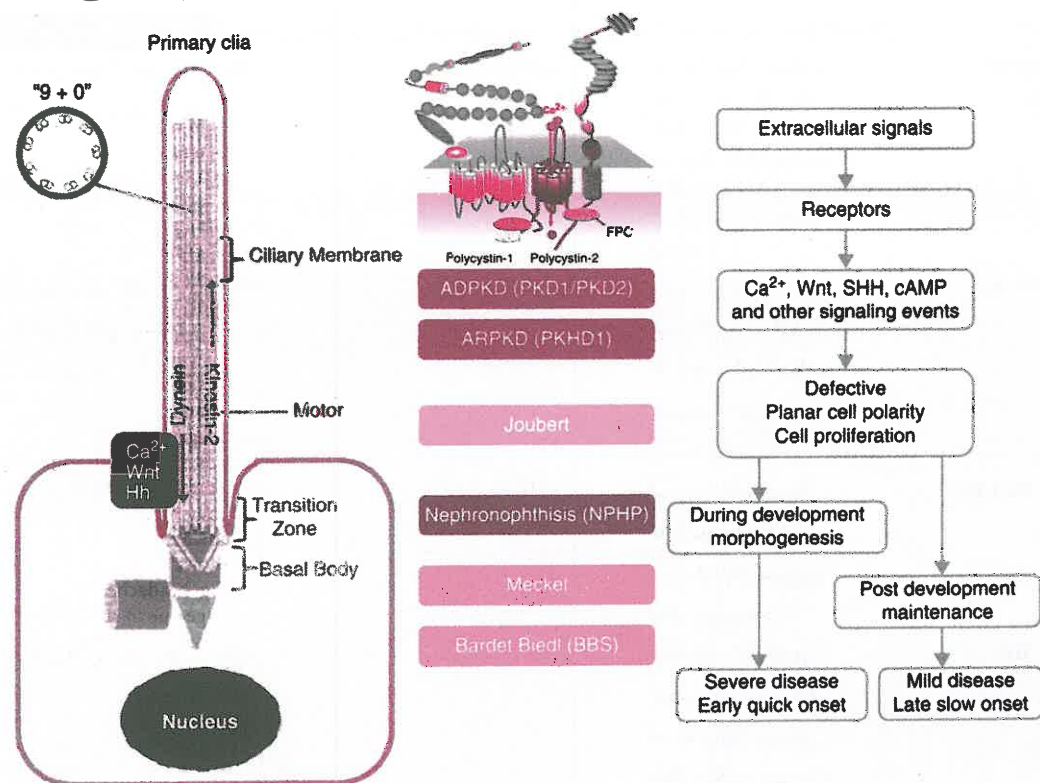 Primary clia
"9 + 0"
Ciliary Membrane
Dynein
Kinesin-2
Motor
Ca²⁺
Wnt
Hh
Transition
Zone
Basal Body
Nucleus
Ca²⁺
FPC
Polycystin-1
Polycystin-2
ADPKD (PKD1/PKD2)
ARPKD (PKHD1)
Joubert
Nephronophthisis (NPHP)
Meckel
Bardet Biedl (BBS)
Extracellular signals
Receptors
Ca²⁺, Wnt, SHH, cAMP
and other signaling events
Defective
Planar cell polarity
Cell proliferation
During development
morphogenesis
Post development
maintenance
Severe disease
Early quick onset
Mild disease
Late slow onset